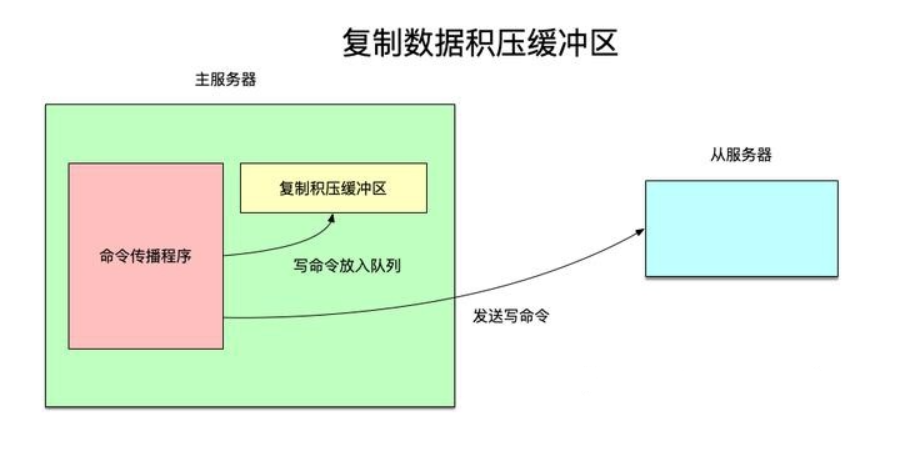 复制数据积压缓冲区
主服务器
从服务器
复制积压缓冲区
命令传播程序
写命令放入队列
发送写命令